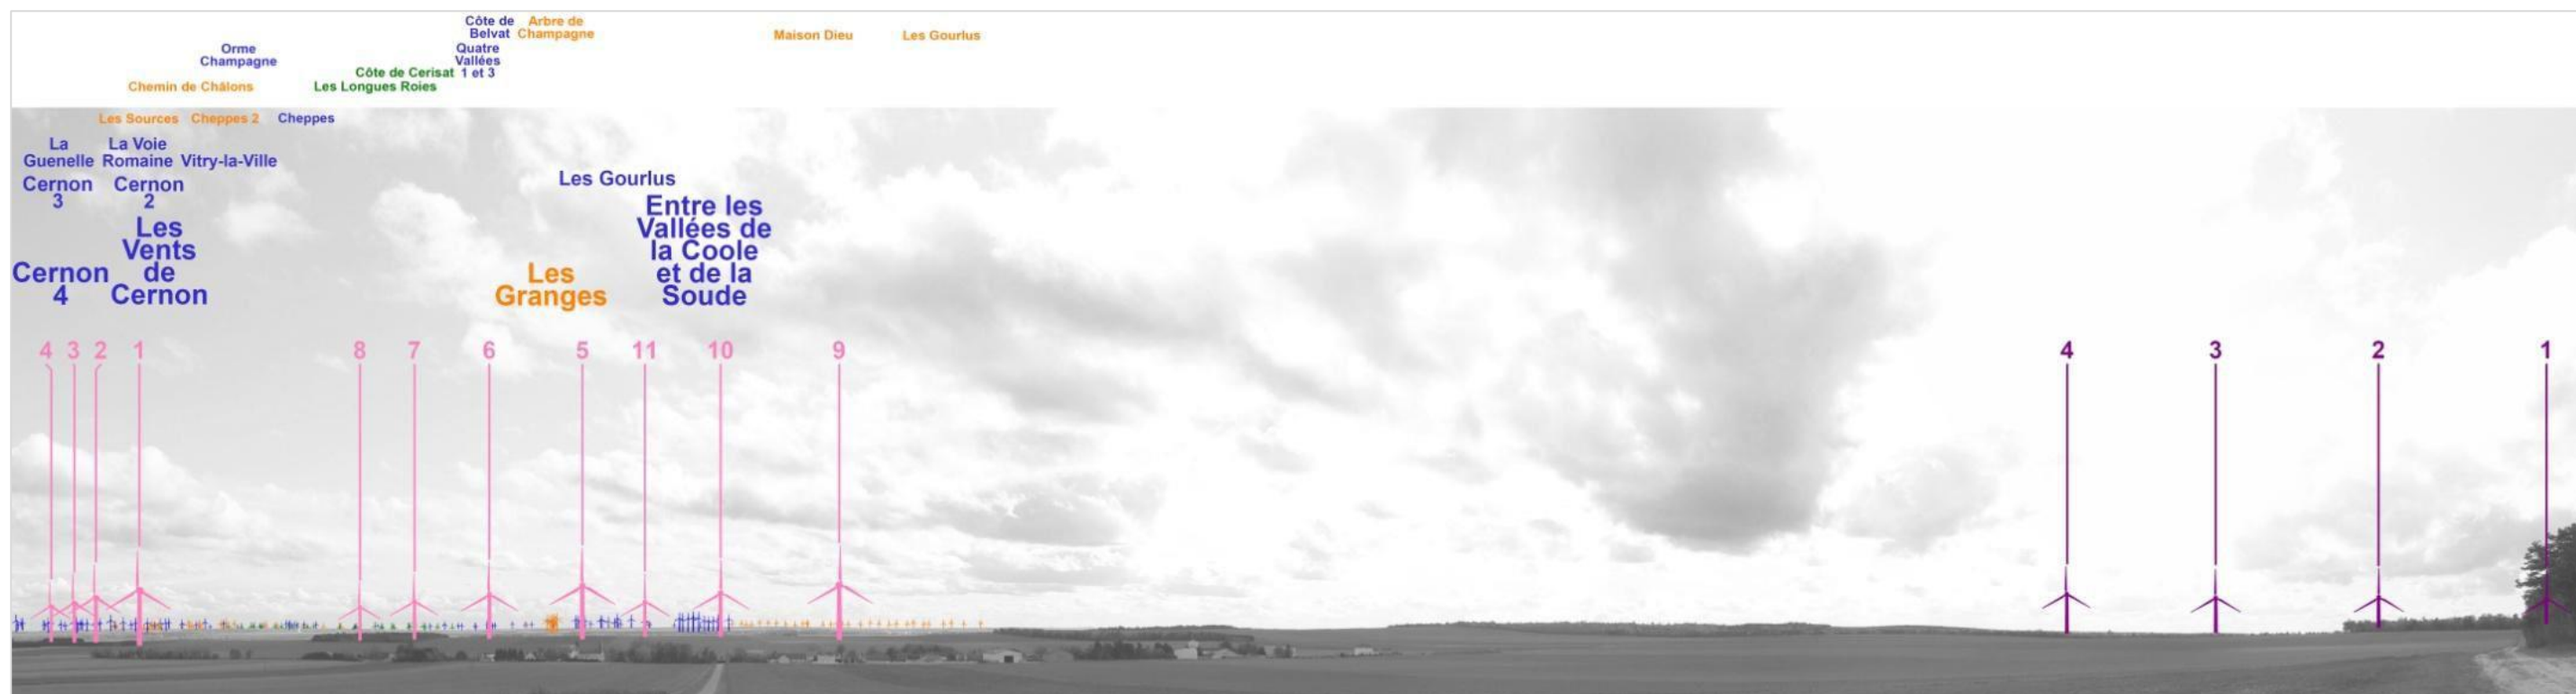 Côte de
Belvat
Arbre de
Champagne
Maison Dieu
Les Gourlus
Orme
Champagne
Quatre
Vallées
1 et 3
Côte de Cerisat
Chemin de Châlons
Les Longues Roies
Les Sources
Cheppes 2
Cheppes
La
Guenelle
La Voie
Romaine
Vitry-la-Ville
Cernon
3
Cernon
2
Les Gourlus
Les
Vents
de
Cernon
Cernon
4
Les
Granges
Entre les
Vallées de
la Coole
et de la
Soude
4 3 2 1 8 7 6 5 11 10 9 4 3 2 1